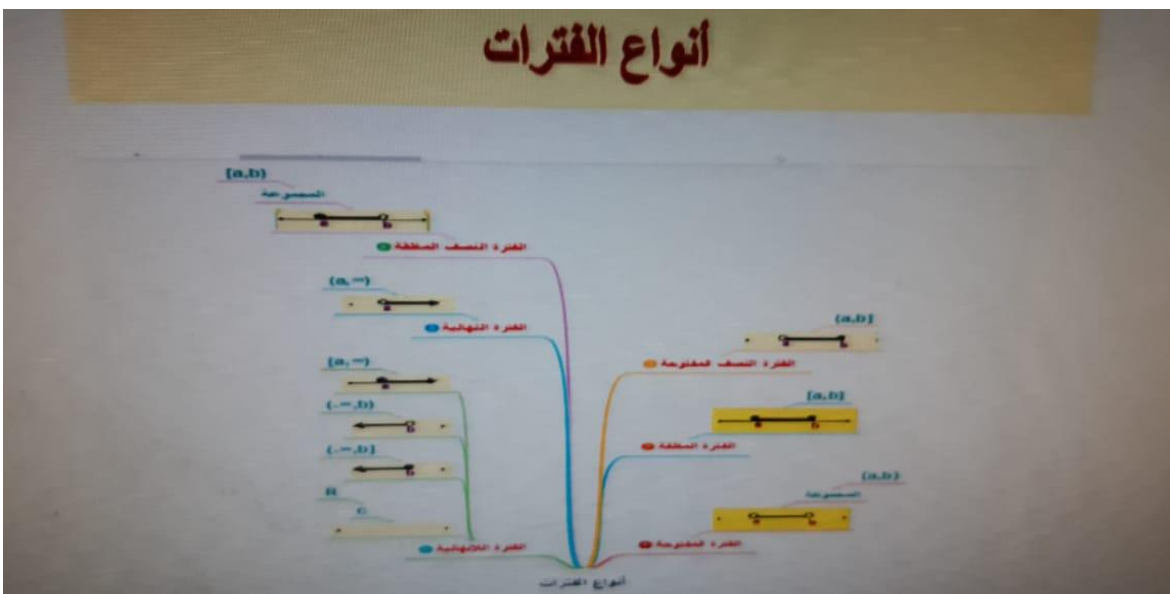 أنواع الفترات
[a,b)
المجموعة
a b
الفترة النصف المغلقة
(a,∞)
a
الفترة النهائية
[a,∞)
a
(-∞,b)
b
(-∞,b]
b
R
الفترة اللانهائية
(a,b]
a b
الفترة النصف المفتوحة
[a,b]
a b
الفترة المغلقة
(a,b)
المجموعة
a b
الفترة المفتوحة
أنواع الفترات